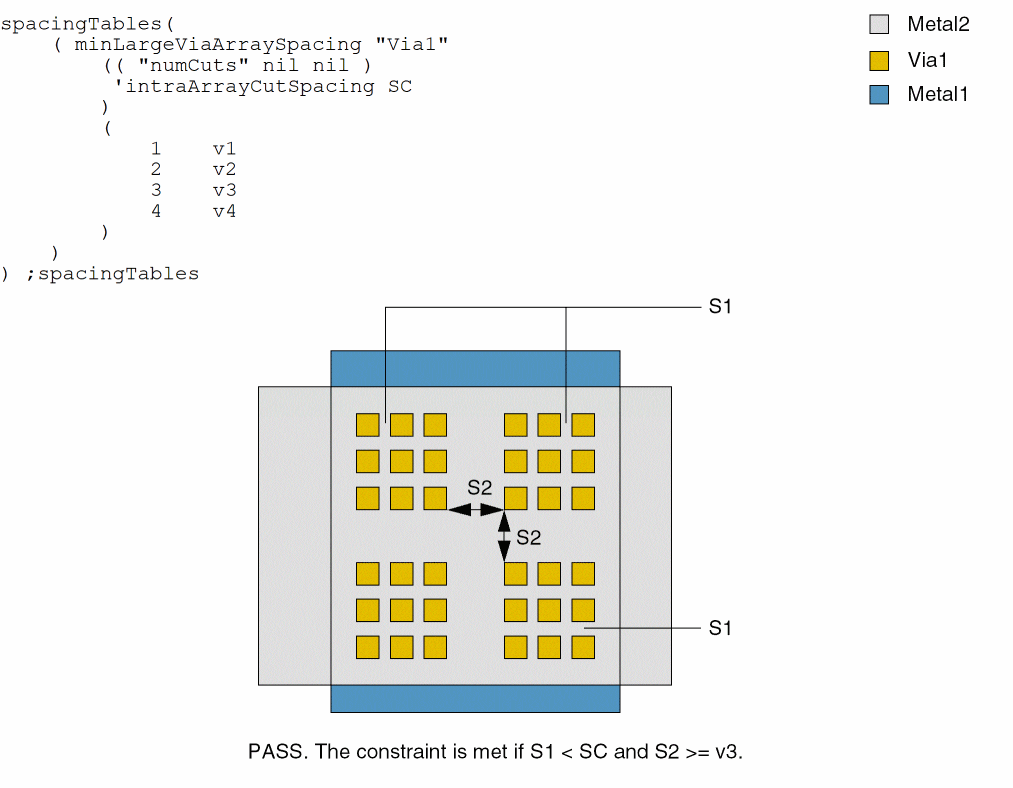 spacingTables(
( minLargeViaArraySpacing "Via1"
(( "numCuts" nil nil )
'intraArrayCutSpacing SC
)
(
1 v1
2 v2
3 v3
4 v4
)
)
) ;spacingTables
Metal2
Via1
Metal1
S1
S2
S2
S1
PASS. The constraint is met if S1 < SC and S2 >= v3.